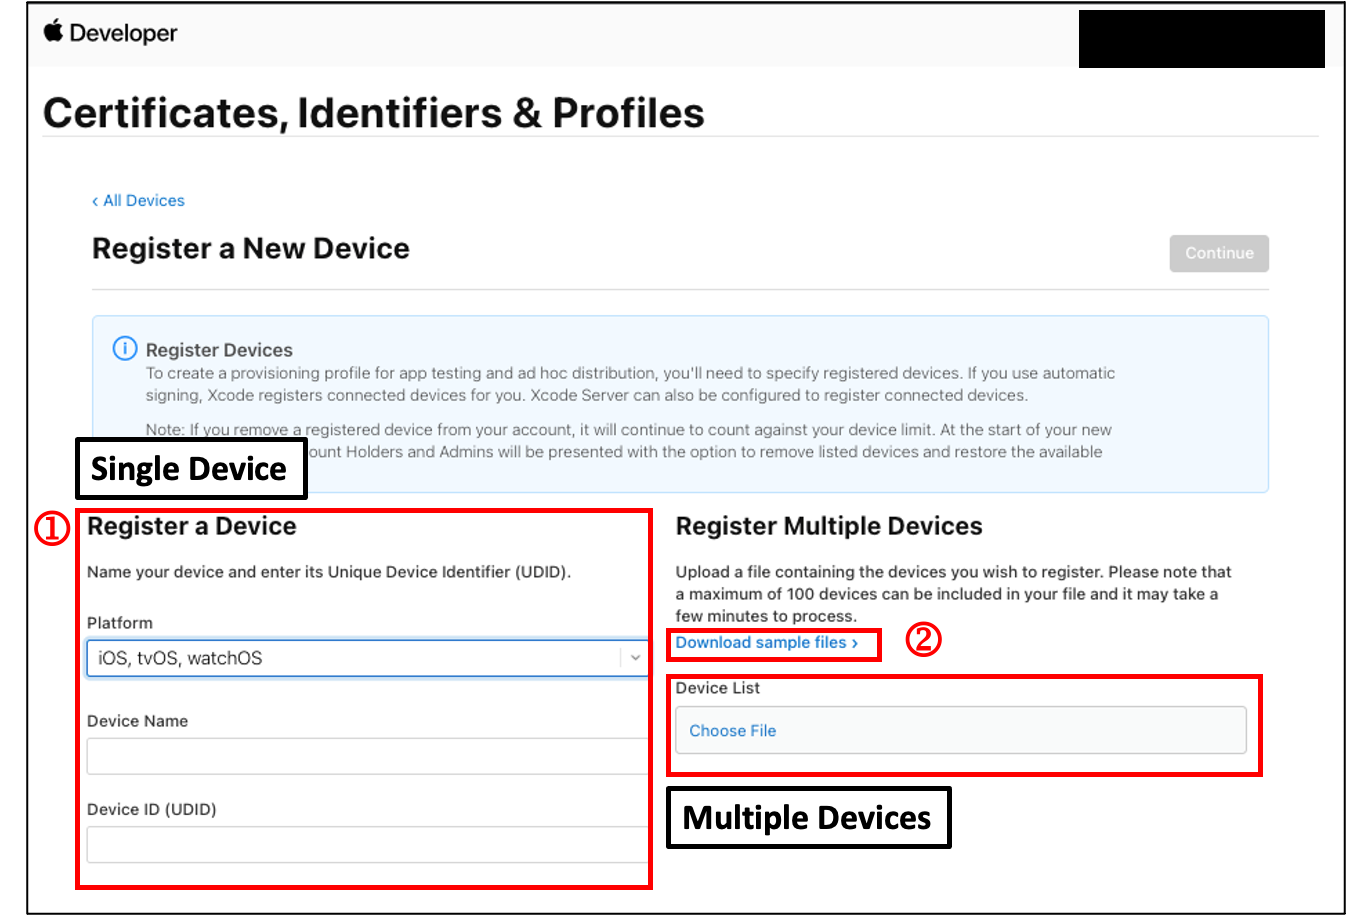 Developer
Certificates, Identifiers & Profiles
‹ All Devices
Register a New Device
Continue
Register Devices
To create a provisioning profile for app testing and ad hoc distribution, you'll need to specify registered devices. If you use automatic
signing, Xcode registers connected devices for you. Xcode Server can also be configured to register connected devices.
Note: If you remove a registered device from your account, it will continue to count against your device limit. At the start of your new
ount Holders and Admins will be presented with the option to remove listed devices and restore the available
Single Device
①
Register a Device
Name your device and enter its Unique Device Identifier (UDID).
Platform
iOS, tvOS, watchOS
Device Name
Device ID (UDID)
Register Multiple Devices
Upload a file containing the devices you wish to register. Please note that
a maximum of 100 devices can be included in your file and it may take a
few minutes to process.
Download sample files ›
②
Device List
Choose File
Multiple Devices